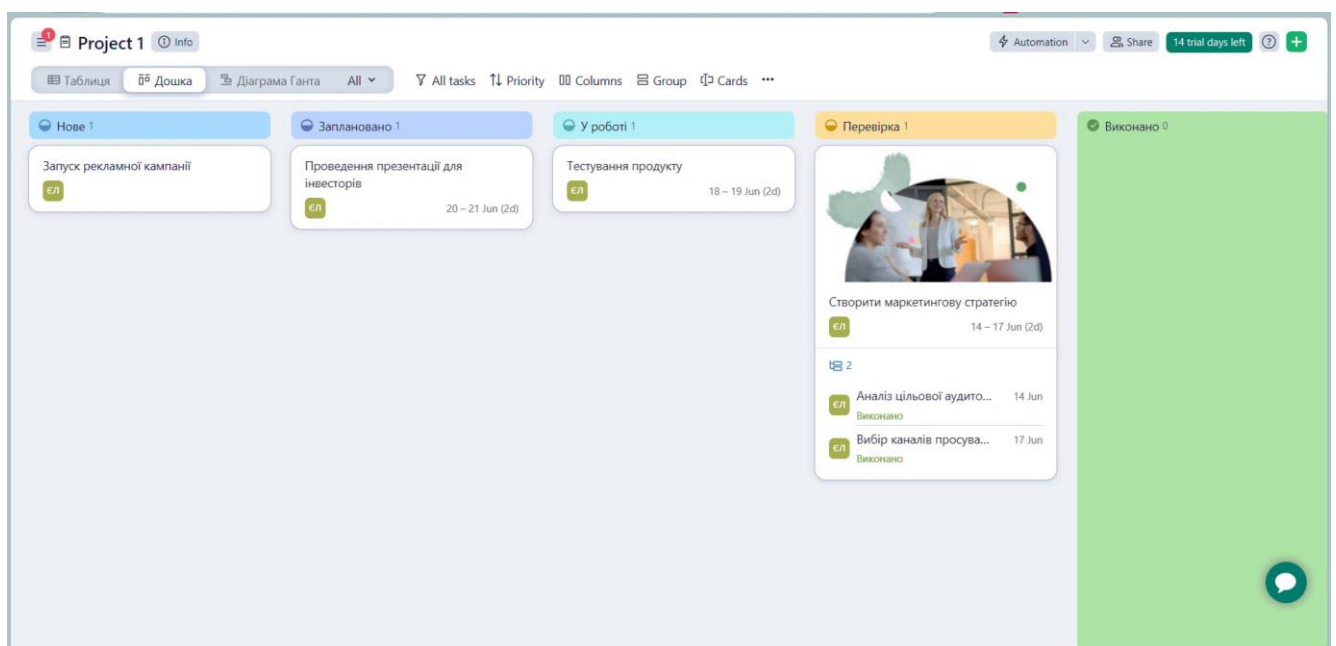 1
Project 1 Info
Automation Share 14 trial days left ?
Таблиця Дошка Діаграма Ганта All All tasks Priority Columns Group Cards
Нове 1
Запуск рекламної кампанії
ЄЛ
Заплановано 1
Проведення презентації для
інвесторів
ЄЛ 20 – 21 Jun (2d)
У роботі 1
Тестування продукту
ЄЛ 18 – 19 Jun (2d)
Перевірка 1
Створити маркетингову стратегію
ЄЛ 14 – 17 Jun (2d)
2
ЄЛ Аналіз цільової аудито... 14 Jun
Виконано
ЄЛ Вибір каналів просува... 17 Jun
Виконано
Виконано 0